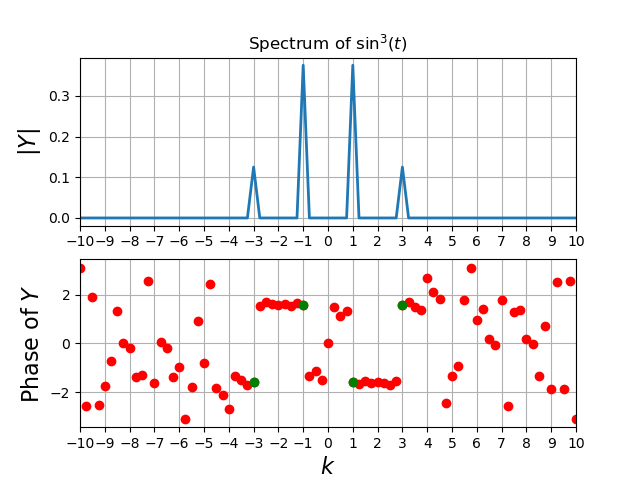 Spectrum of sin³(t)
|Y|
0.3
0.2
0.1
0.0
−10 −9 −8 −7 −6 −5 −4 −3 −2 −1 0 1 2 3 4 5 6 7 8 9 10
Phase of Y
2
0
−2
−10 −9 −8 −7 −6 −5 −4 −3 −2 −1 0 1 2 3 4 5 6 7 8 9 10
k